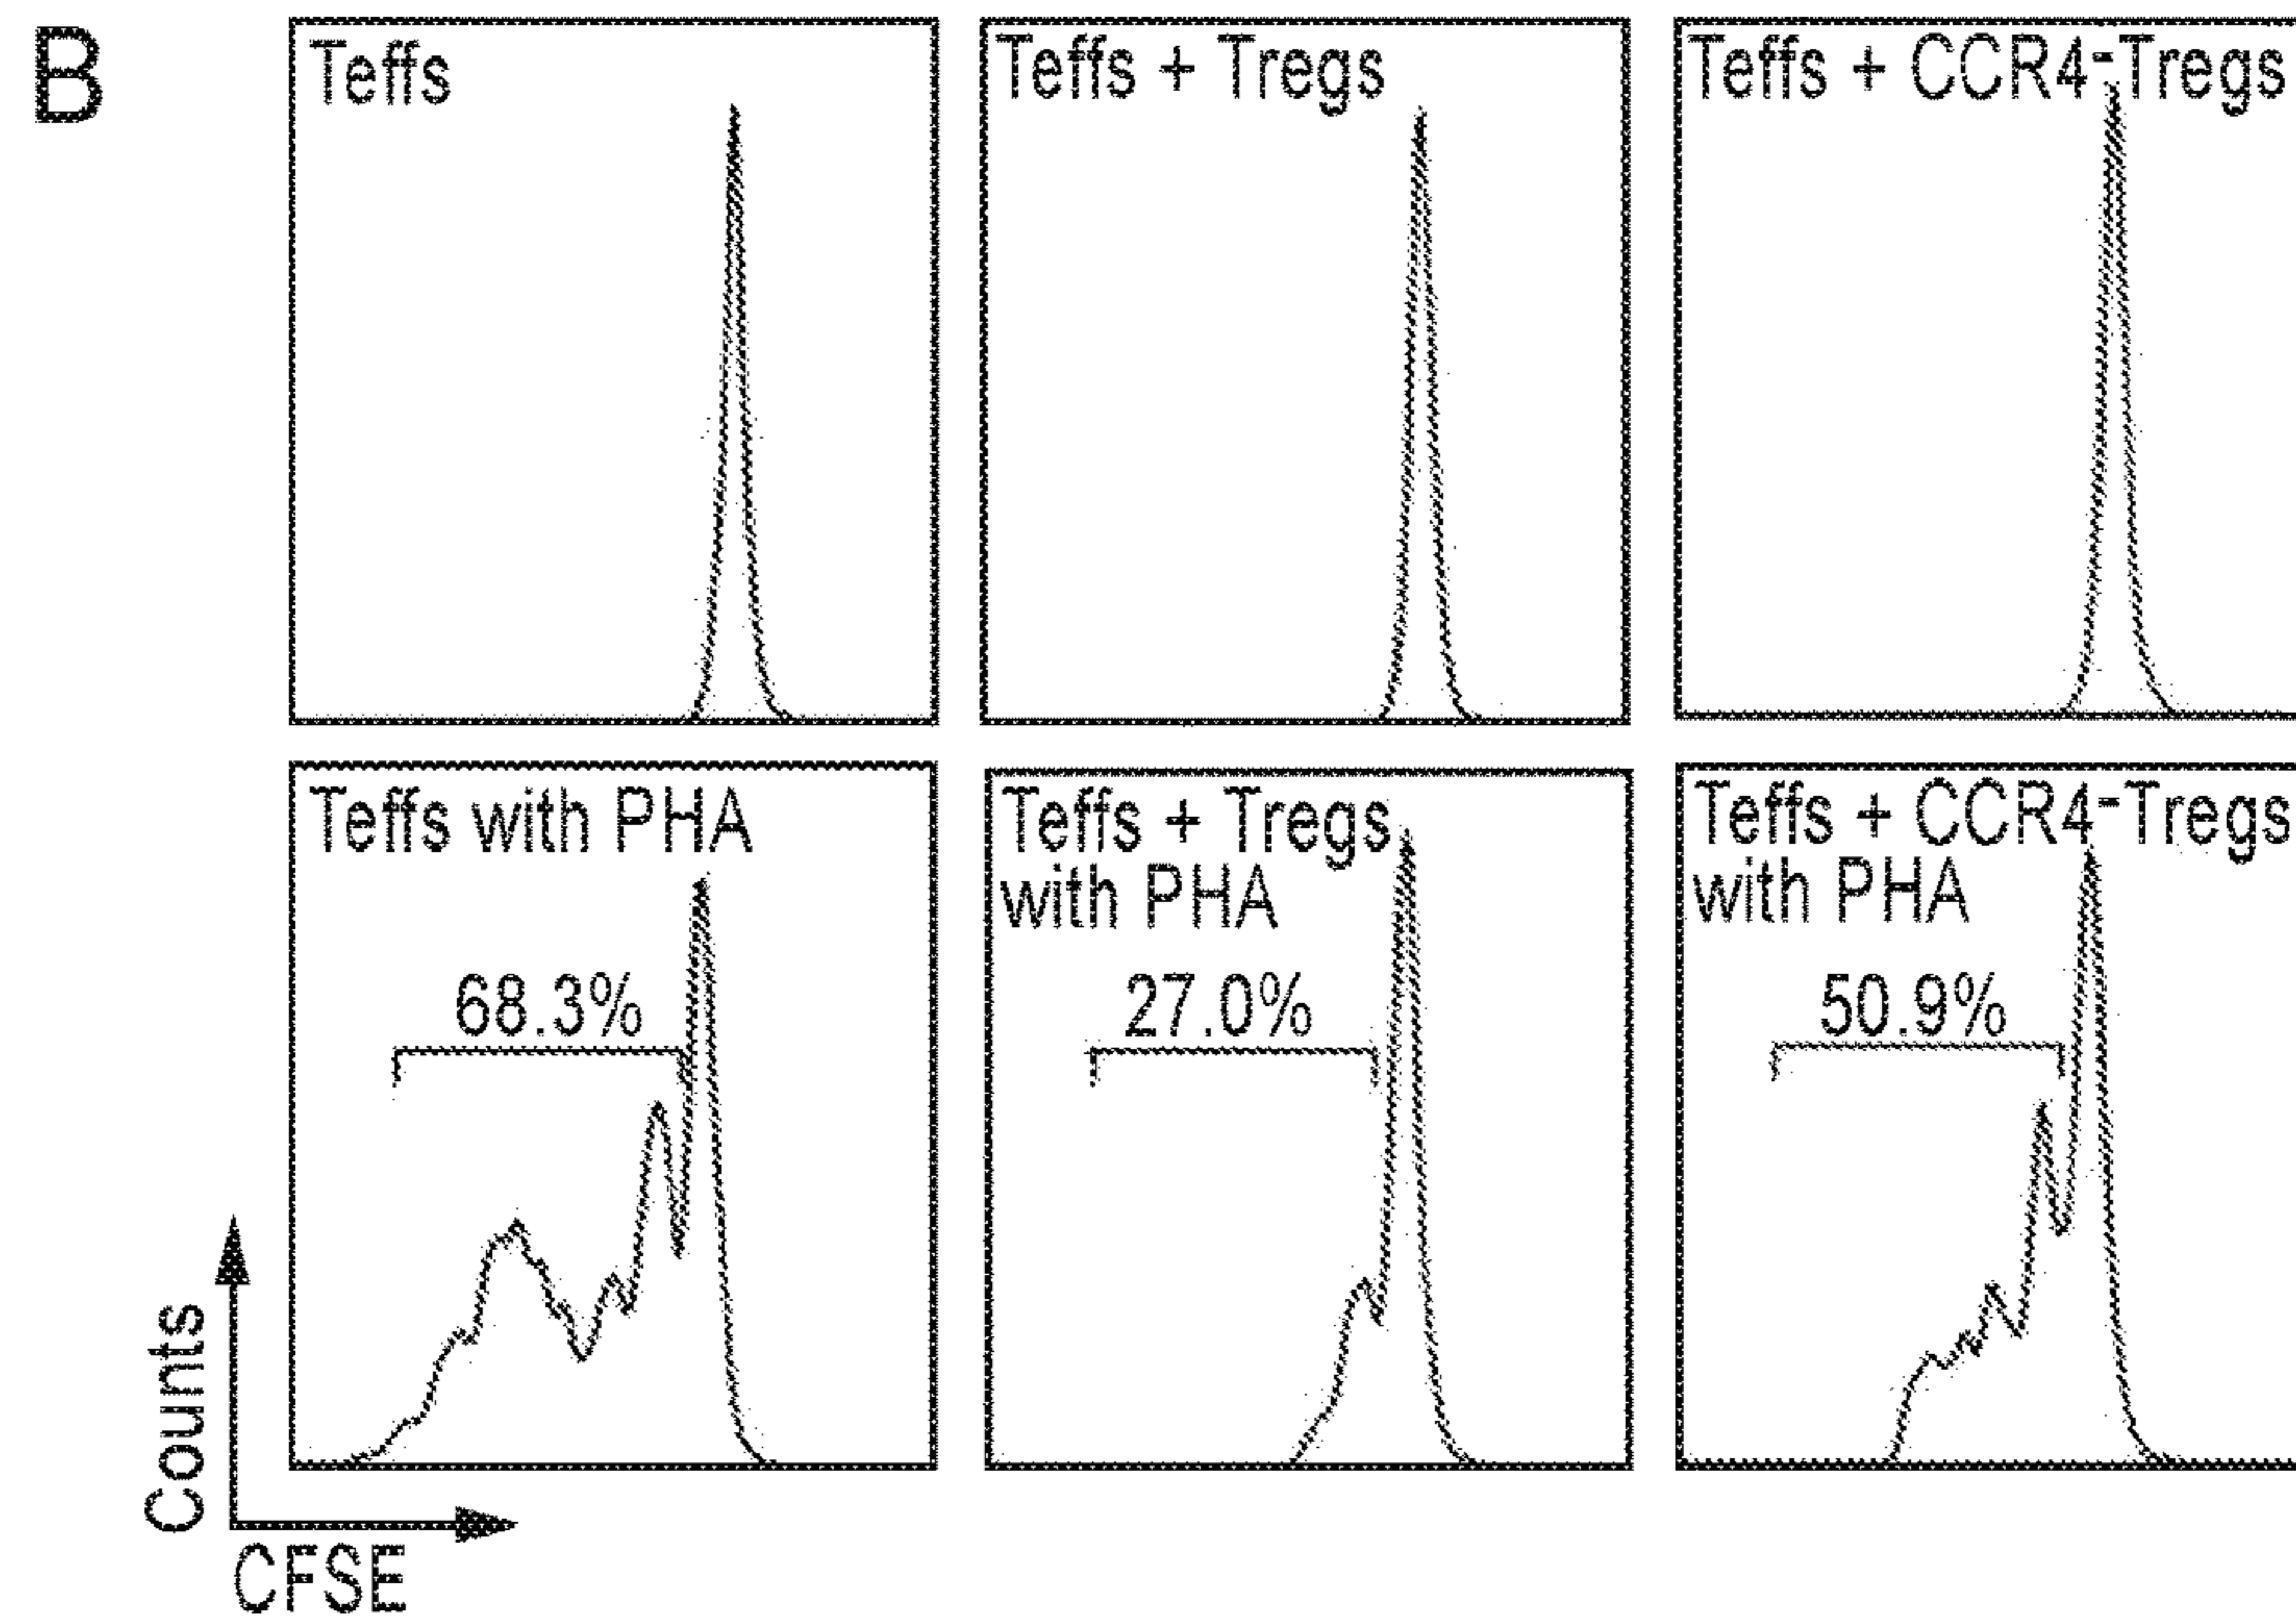 B
Teffs
Teffs + Tregs
Teffs + CCR4-Tregs
Teffs with PHA
68.3%
Teffs + Tregs
with PHA
27.0%
Teffs + CCR4-Tregs
with PHA
50.9%
Counts
CFSE